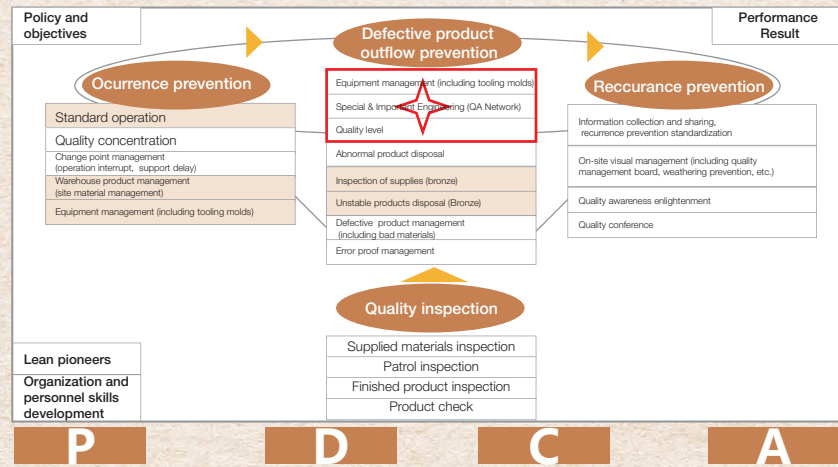 Policy and
objectives
Performance
Result
Defective product
outflow prevention
Ocurrence prevention
Reccurance prevention
Standard operation
Quality concentration
Change point management
(operation interrupt, support delay)
Warehouse product management
(site material management)
Equipment management (including tooling molds)
Equipment management (including tooling molds)
Special & Important Engineering (QA Network)
Quality level
Abnormal product disposal
Inspection of supplies (bronze)
Unstable products disposal (Bronze)
Defective product management
(including bad materials)
Error proof management
Information collection and sharing,
recurrence prevention standardization
On-site visual management (including quality
management board, weathering prevention, etc.)
Quality awareness enlightenment
Quality conference
Quality inspection
Supplied materials inspection
Patrol inspection
Finished product inspection
Product check
Lean pioneers
Organization and
personnel skills
development
P
D
C
A